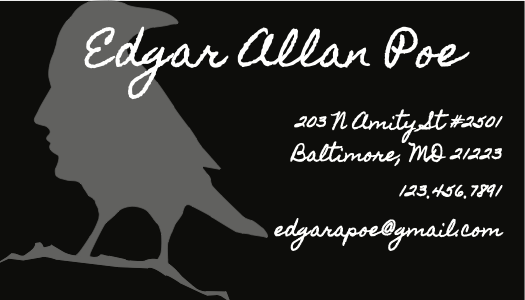 Edgar Allan Poe
203 N Amity St #2501
Baltimore, MD 21223
123.456.7891
edgarapoe@gmail.com